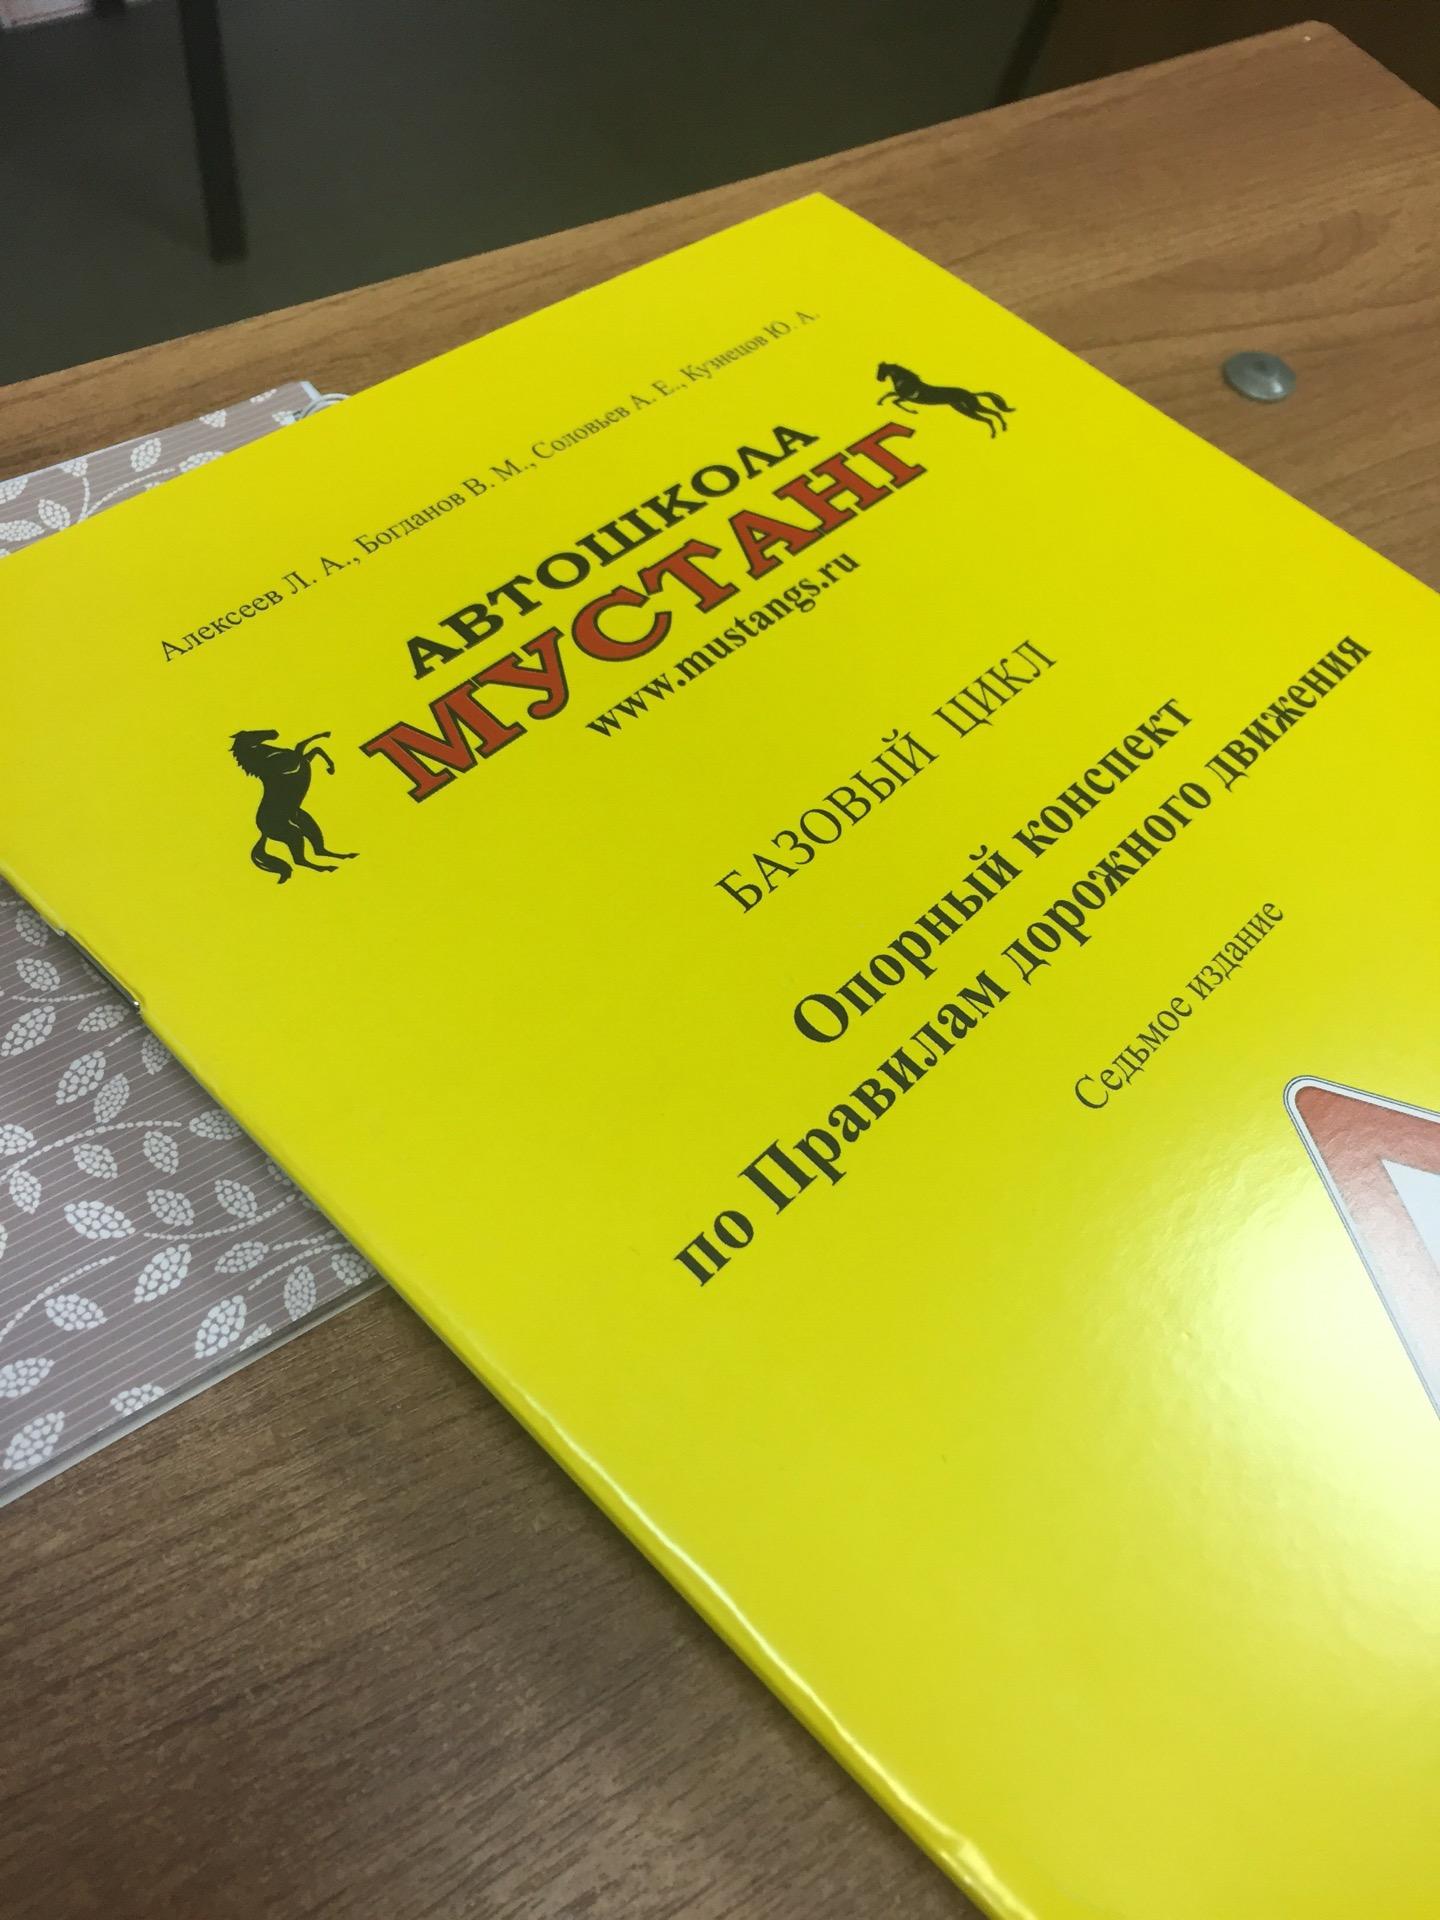 Алексеев Л. А., Богданов В. М., Соловьев А. Е., Кузнецов Ю. А.
АВТОШКОЛА
МУСТАНГ
www.mustangs.ru
БАЗОВЫЙ ЦИКЛ
Опорный конспект
по Правилам дорожного движения
Седьмое издание